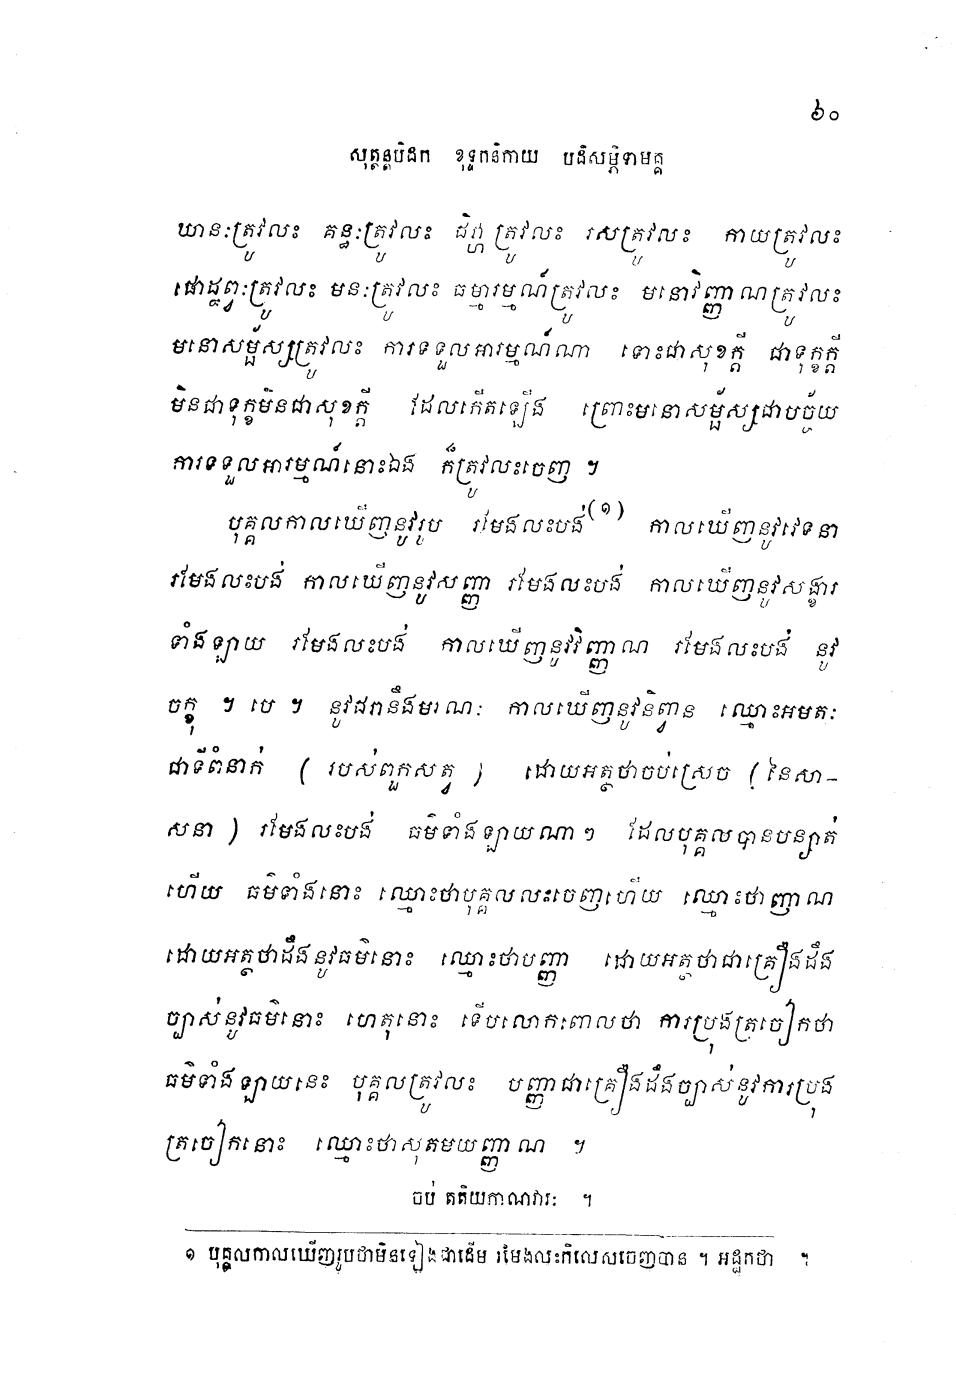 ៦០
សុត្តន្តបិដក ខុទ្ទកនិកាយ បដិសម្ភិទាមគ្គ
ឃានៈត្រូវលះ គន្ធៈត្រូវលះ ជិវ្ហាត្រូវលះ រសត្រូវលះ កាយត្រូវលះ
ផោដ្ឋព្វៈត្រូវលះ មនៈត្រូវលះ ធម្មារម្មណ៍ត្រូវលះ មនោវិញ្ញាណត្រូវលះ
មនោសម្ផ័ស្សត្រូវលះ ការទទួលអារម្មណ៍ណា ទោះជាសុខក្តី ជាទុក្ខក្តី
មិនជាទុក្ខមិនជាសុខក្តី ដែលកើតឡើង ព្រោះមនោសម្ផ័ស្សជាបច្ច័យ
ការទទួលអារម្មណ៍នោះឯង ក៏ត្រូវលះចេញ ។
បុគ្គលកាលឃើញនូវរូប រមែងលះបង់(១) កាលឃើញនូវវេទនា
រមែងលះបង់ កាលឃើញនូវសញ្ញា រមែងលះបង់ កាលឃើញនូវសង្ខារ
ទាំងឡាយ រមែងលះបង់ កាលឃើញនូវវិញ្ញាណ រមែងលះបង់ នូវ
ចក្ខុ ។ បេ ។ នូវជរានឹងមរណៈ កាលឃើញនូវនិព្វាន ឈ្មោះអមតៈ
ជាទីពំនាក់ ( របស់ពួកសត្វ ) ដោយអត្ថថាចប់ស្រេច ( នៃសា-
សនា ) រមែងលះបង់ ធម៌ទាំងឡាយណាៗ ដែលបុគ្គលបានបន្សាត់
ហើយ ធម៌ទាំងនោះ ឈ្មោះថាបុគ្គលលះចេញហើយ ឈ្មោះថាញាណ
ដោយអត្ថថាដឹងនូវធម៌នោះ ឈ្មោះថាបញ្ញា ដោយអត្ថថាជាគ្រឿងដឹង
ច្បាស់នូវធម៌នោះ ហេតុនោះ ទើបលោកពោលថា ការប្រុងត្រចៀកថា
ធម៌ទាំងឡាយនេះ បុគ្គលត្រូវលះ បញ្ញាជាគ្រឿងដឹងច្បាស់នូវការប្រុង
ត្រចៀកនោះ ឈ្មោះថាសុតមយញ្ញាណ ។
ចប់ តតិយភាណវារៈ ។
១ បុគ្គលកាលឃើញរូបថាមិនទៀងជាដើម រមែងលះកិលេសចេញបាន ។ អដ្ឋកថា ។